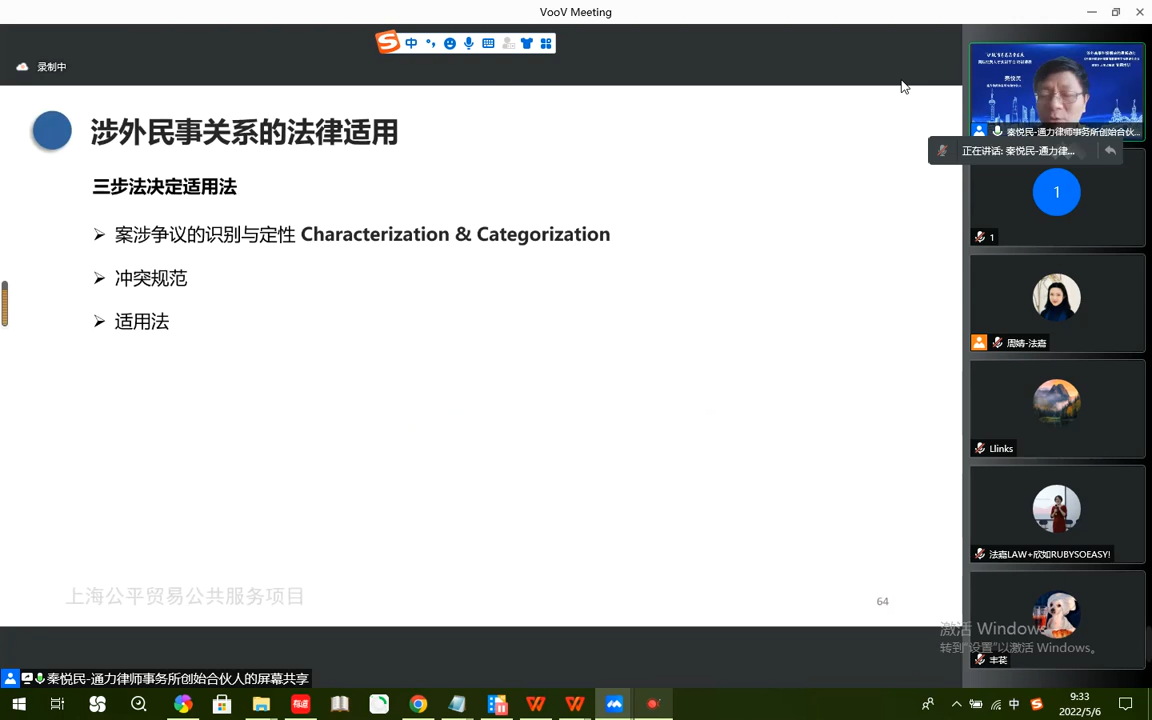 VooV Meeting
中
录制中
涉外民事关系的法律适用
三步法决定适用法
案涉争议的识别与定性 Characterization & Categorization
冲突规范
适用法
上海公平贸易公共服务项目
64
秦悦民-通力律师事务所创始合伙人的屏幕共享
秦悦民
秦悦民-通力律师事务所创始合伙...
正在讲话: 秦悦民-通力律...
1
1
周婧-法嘉
Llinks
法嘉LAW+欣如RUBYSOEASY!
激活 Windows
转到"设置"以激活 Windows。
丰苌
中
9:33
2022/5/6